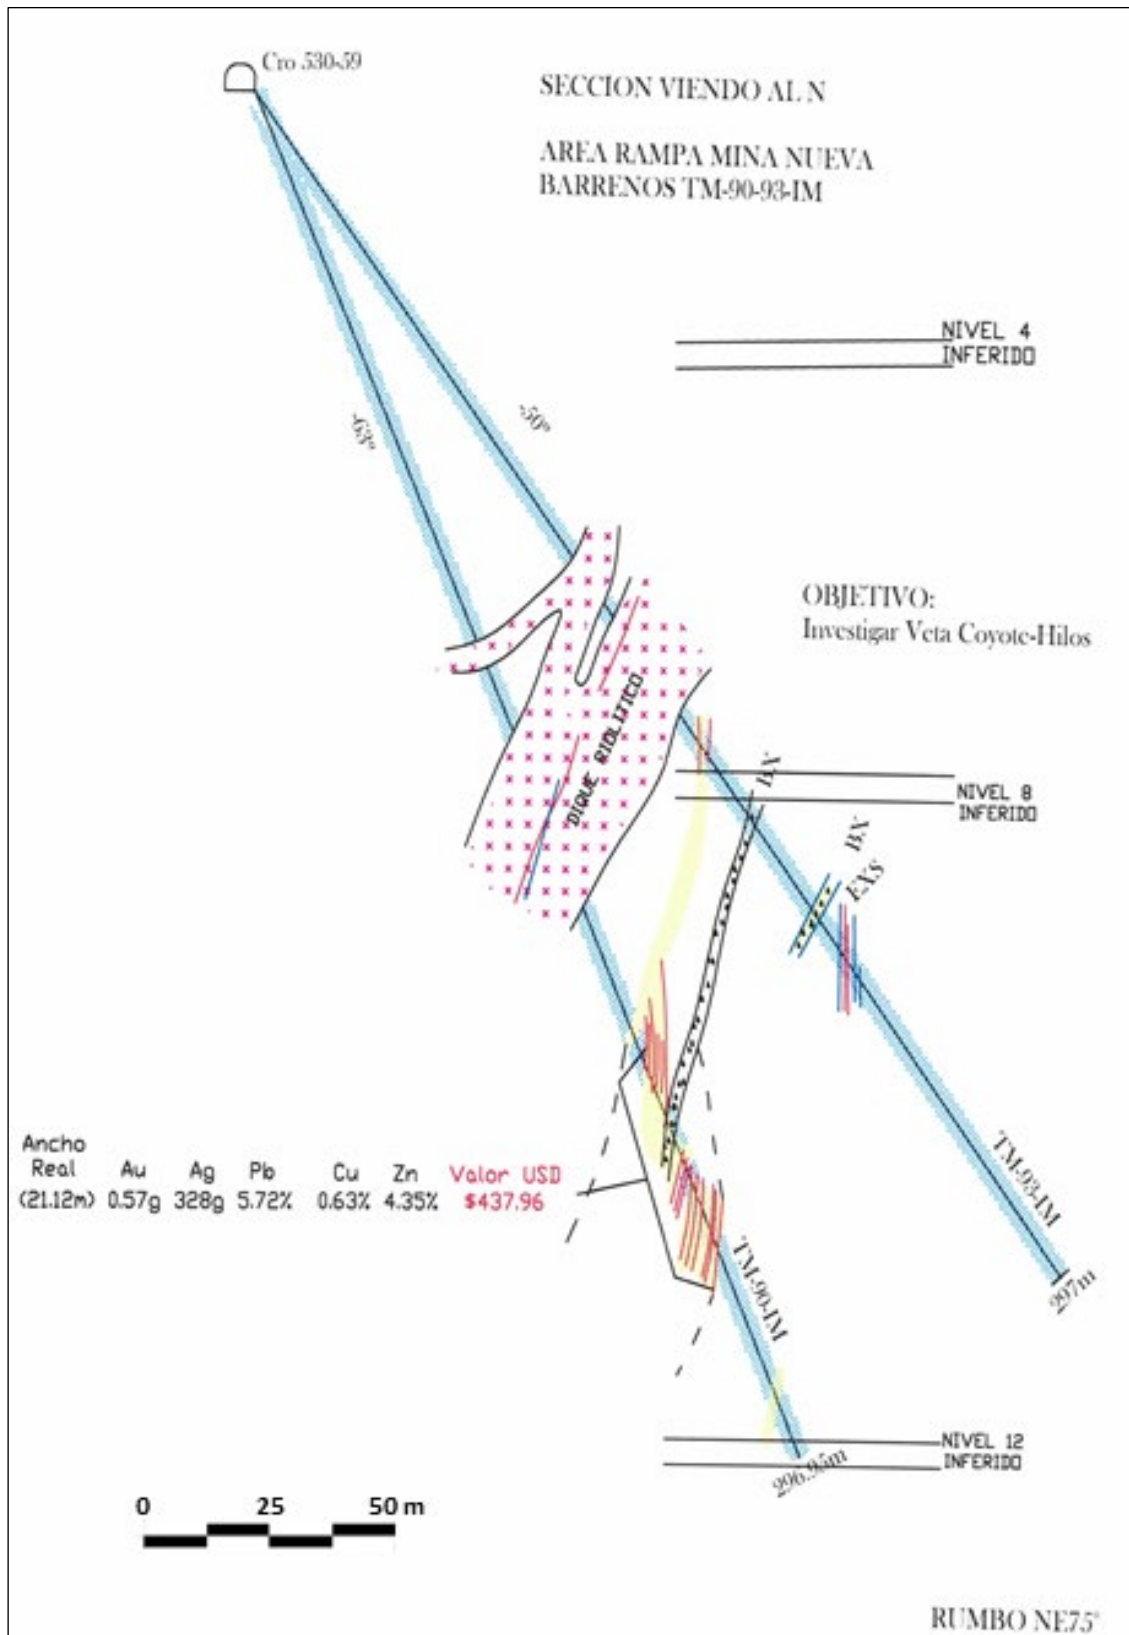 Cro 530-59
SECCION VIENDO AL N
AREA RAMPA MINA NUEVA
BARRENOS TM-90-93-IM
NIVEL 4
INFERIDO
-63°
-50°
OBJETIVO:
Investigar Veta Coyote-Hilos
DIQUE RIOLITICO
BX
NIVEL 8
INFERIDO
BX
FXS
Ancho
Real Au Ag Pb Cu Zn Valor USD
(21.12m) 0.57g 328g 5.72% 0.63% 4.35% $437.96
TM-93-IM
297m
TM-90-IM
NIVEL 12
INFERIDO
296.95m
0 25 50 m
RUMBO NE75°